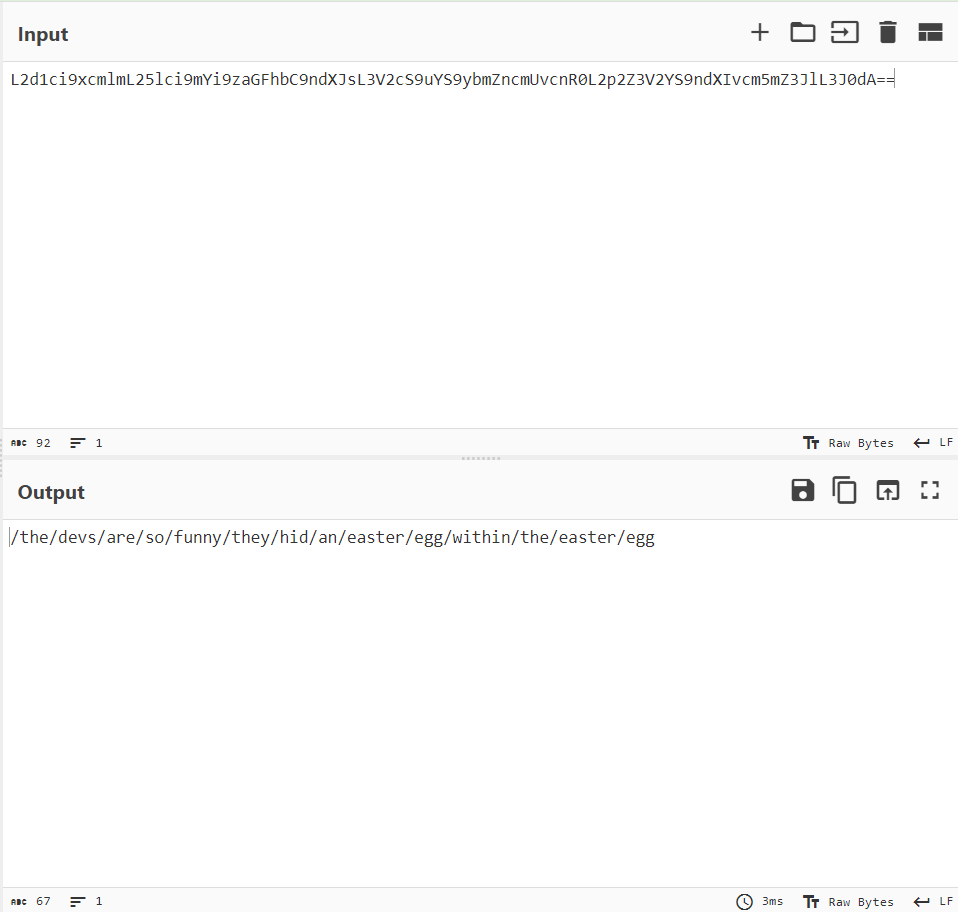 Input
L2d1ci9xcmlmL25lci9mYi9zaGFhbC9ndXJsL3V2cS9uYS9ybmZncmUvcnR0L2p2Z3V2YS9ndXIvcm5mZ3JlL3J0dA==
ABC 92 1 Tт Raw Bytes LF
Output
/the/devs/are/so/funny/they/hid/an/easter/egg/within/the/easter/egg
ABC 67 1 3ms Tт Raw Bytes LF